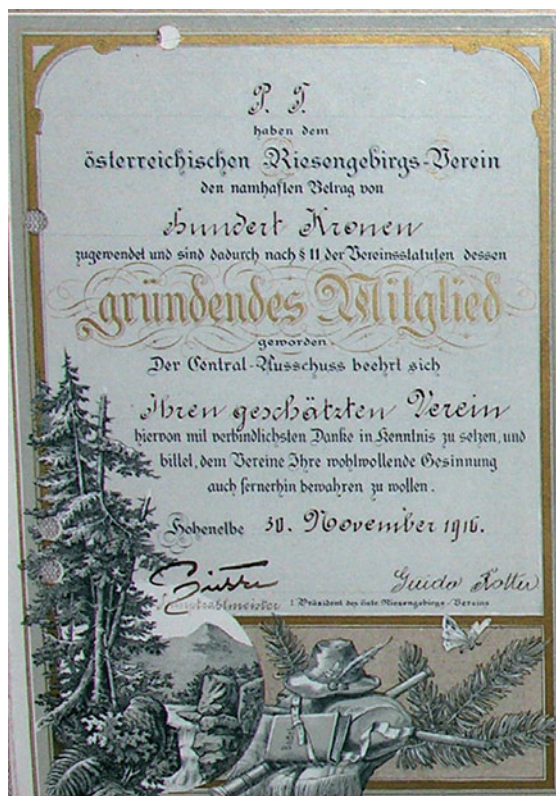 P. T.
haben dem
österreichischen Riesengebirgs-Verein
den namhaften Betrag von
hundert Kronen
zugewendet und sind dadurch nach § 11 der Vereinsstatuten dessen
gründendes Mitglied
geworden.
Der Central-Ausschuss beehrt sich
Ihren geschätzten Verein
hiervon mit verbindlichsten Danke in Kenntnis zu setzen, und
bittet, dem Vereine Ihre wohlwollende Gesinnung
auch fernerhin bewahren zu wollen.
Hohenelbe 30. November 1916.
Guido Rotter
Präsident des öste Riesengebirgs-Vereins